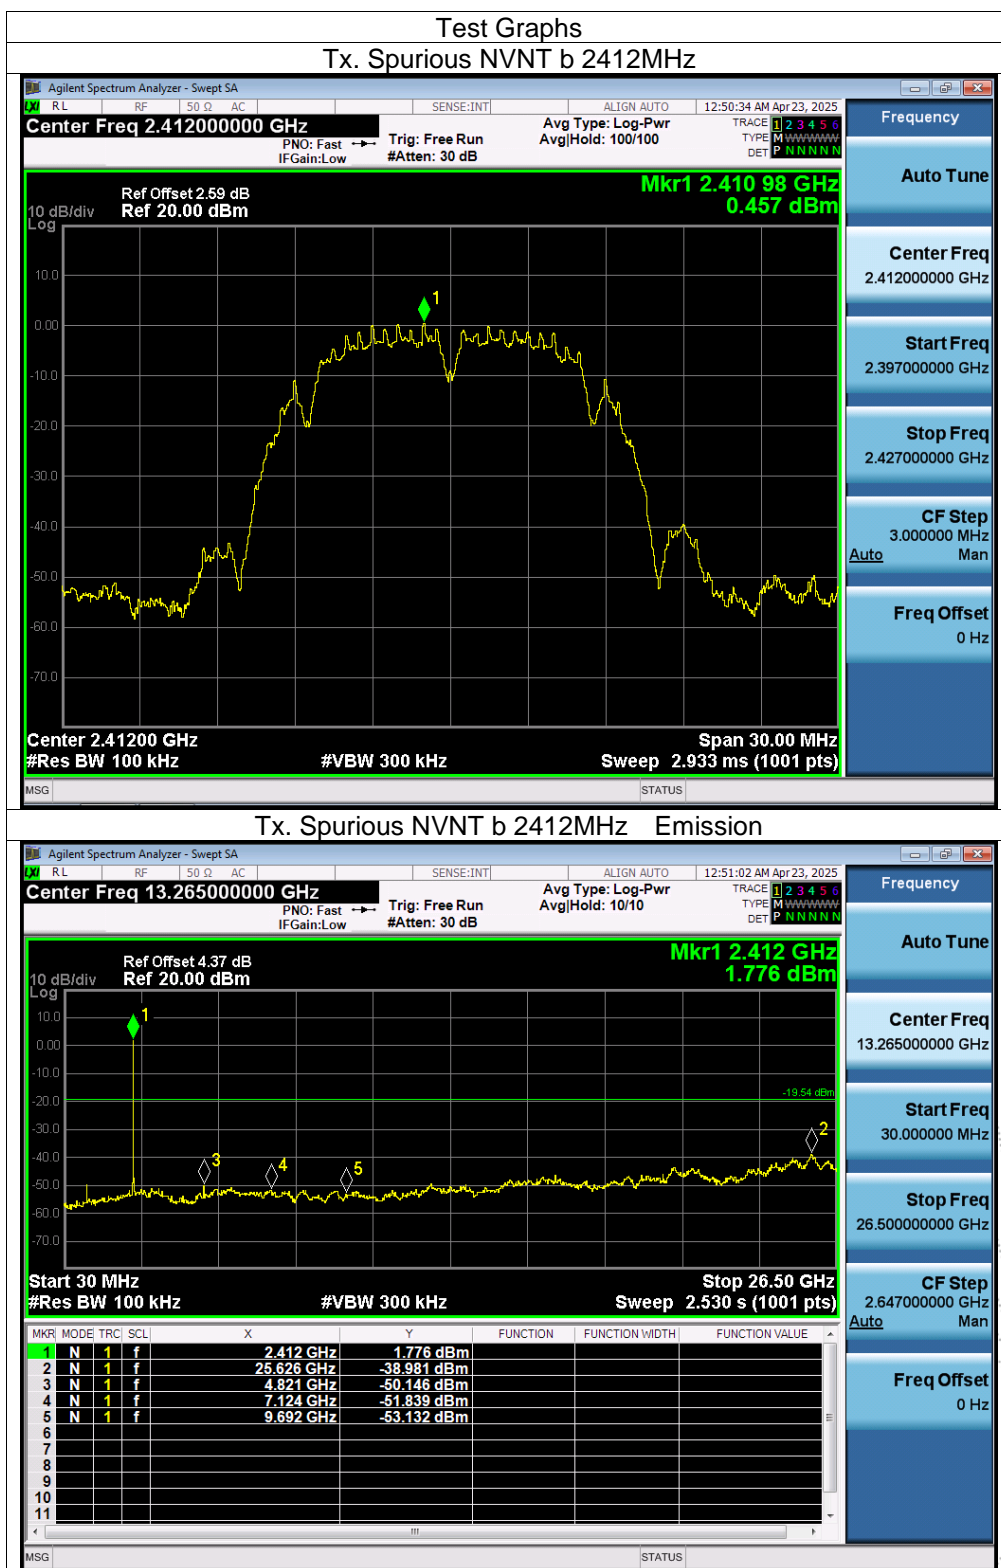 Test Graphs
Tx. Spurious NVNT b 2412MHz
Agilent Spectrum Analyzer - Swept SA
LXI RL RF 50 Ω AC SENSE:INT ALIGN AUTO 12:50:34 AM Apr 23, 2025
Center Freq 2.412000000 GHz Avg Type: Log-Pwr TRACE 1 2 3 4 5 6
PNO: Fast Trig: Free Run Avg|Hold: 100/100 TYPE M WWWWW
IFGain:Low #Atten: 30 dB DET P N N N N N
Mkr1 2.410 98 GHz
0.457 dBm
Ref Offset 2.59 dB
10 dB/div Ref 20.00 dBm
Log
10.0
0.00
-10.0
-20.0
-30.0
-40.0
-50.0
-60.0
-70.0
1
Center 2.41200 GHz Span 30.00 MHz
#Res BW 100 kHz #VBW 300 kHz Sweep 2.933 ms (1001 pts)
MSG STATUS
Frequency
Auto Tune
Center Freq
2.412000000 GHz
Start Freq
2.397000000 GHz
Stop Freq
2.427000000 GHz
CF Step
3.000000 MHz
Auto Man
Freq Offset
0 Hz
Tx. Spurious NVNT b 2412MHz Emission
Agilent Spectrum Analyzer - Swept SA
LXI RL RF 50 Ω AC SENSE:INT ALIGN AUTO 12:51:02 AM Apr 23, 2025
Center Freq 13.265000000 GHz Avg Type: Log-Pwr TRACE 1 2 3 4 5 6
PNO: Fast Trig: Free Run Avg|Hold: 10/10 TYPE M WWWWW
IFGain:Low #Atten: 30 dB DET P N N N N N
Mkr1 2.412 GHz
1.776 dBm
Ref Offset 4.37 dB
10 dB/div Ref 20.00 dBm
Log
10.0
0.00
-10.0
-20.0
-30.0
-40.0
-50.0
-60.0
-70.0
1
-19.54 dBm
2
3
4
5
Start 30 MHz Stop 26.50 GHz
#Res BW 100 kHz #VBW 300 kHz Sweep 2.530 s (1001 pts)
MKR MODE TRC SCL X Y FUNCTION FUNCTION WIDTH FUNCTION VALUE
1 N 1 f 2.412 GHz 1.776 dBm
2 N 1 f 25.626 GHz -38.981 dBm
3 N 1 f 4.821 GHz -50.146 dBm
4 N 1 f 7.124 GHz -51.839 dBm
5 N 1 f 9.692 GHz -53.132 dBm
6
7
8
9
10
11
MSG STATUS
Frequency
Auto Tune
Center Freq
13.265000000 GHz
Start Freq
30.000000 MHz
Stop Freq
26.500000000 GHz
CF Step
2.647000000 GHz
Auto Man
Freq Offset
0 Hz